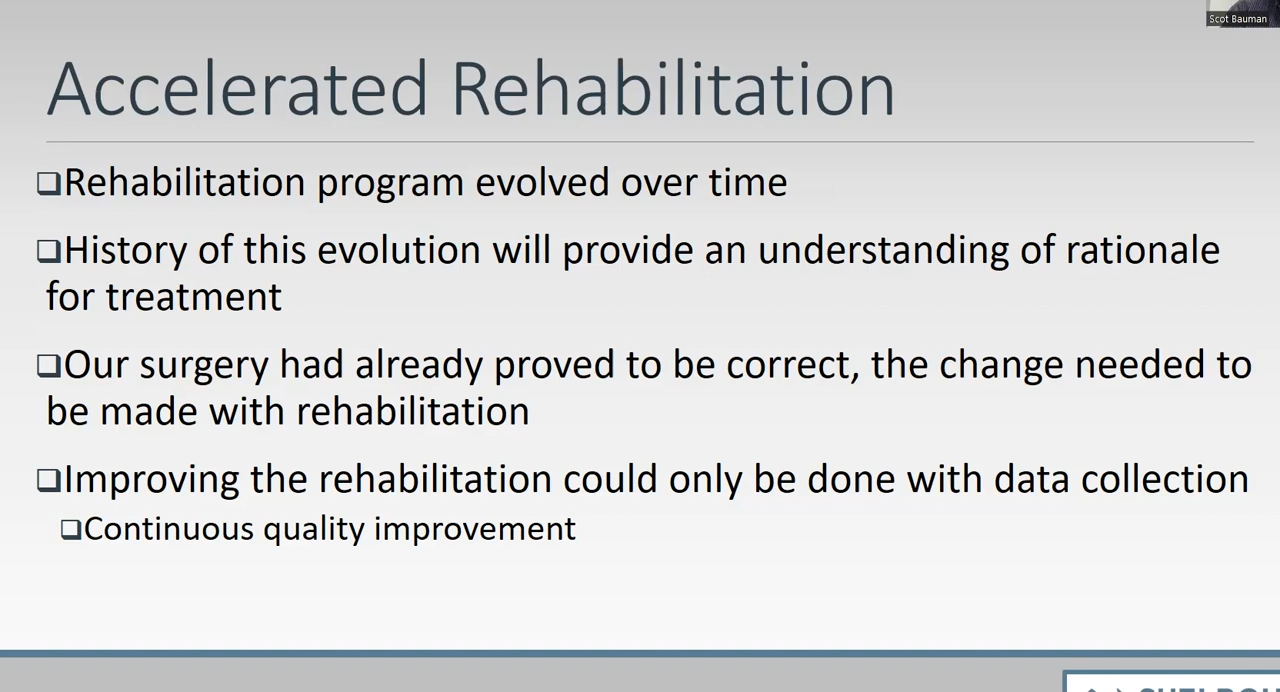 Scot Bauman
Accelerated Rehabilitation
Rehabilitation program evolved over time
History of this evolution will provide an understanding of rationale
for treatment
Our surgery had already proved to be correct, the change needed to
be made with rehabilitation
Improving the rehabilitation could only be done with data collection
Continuous quality improvement